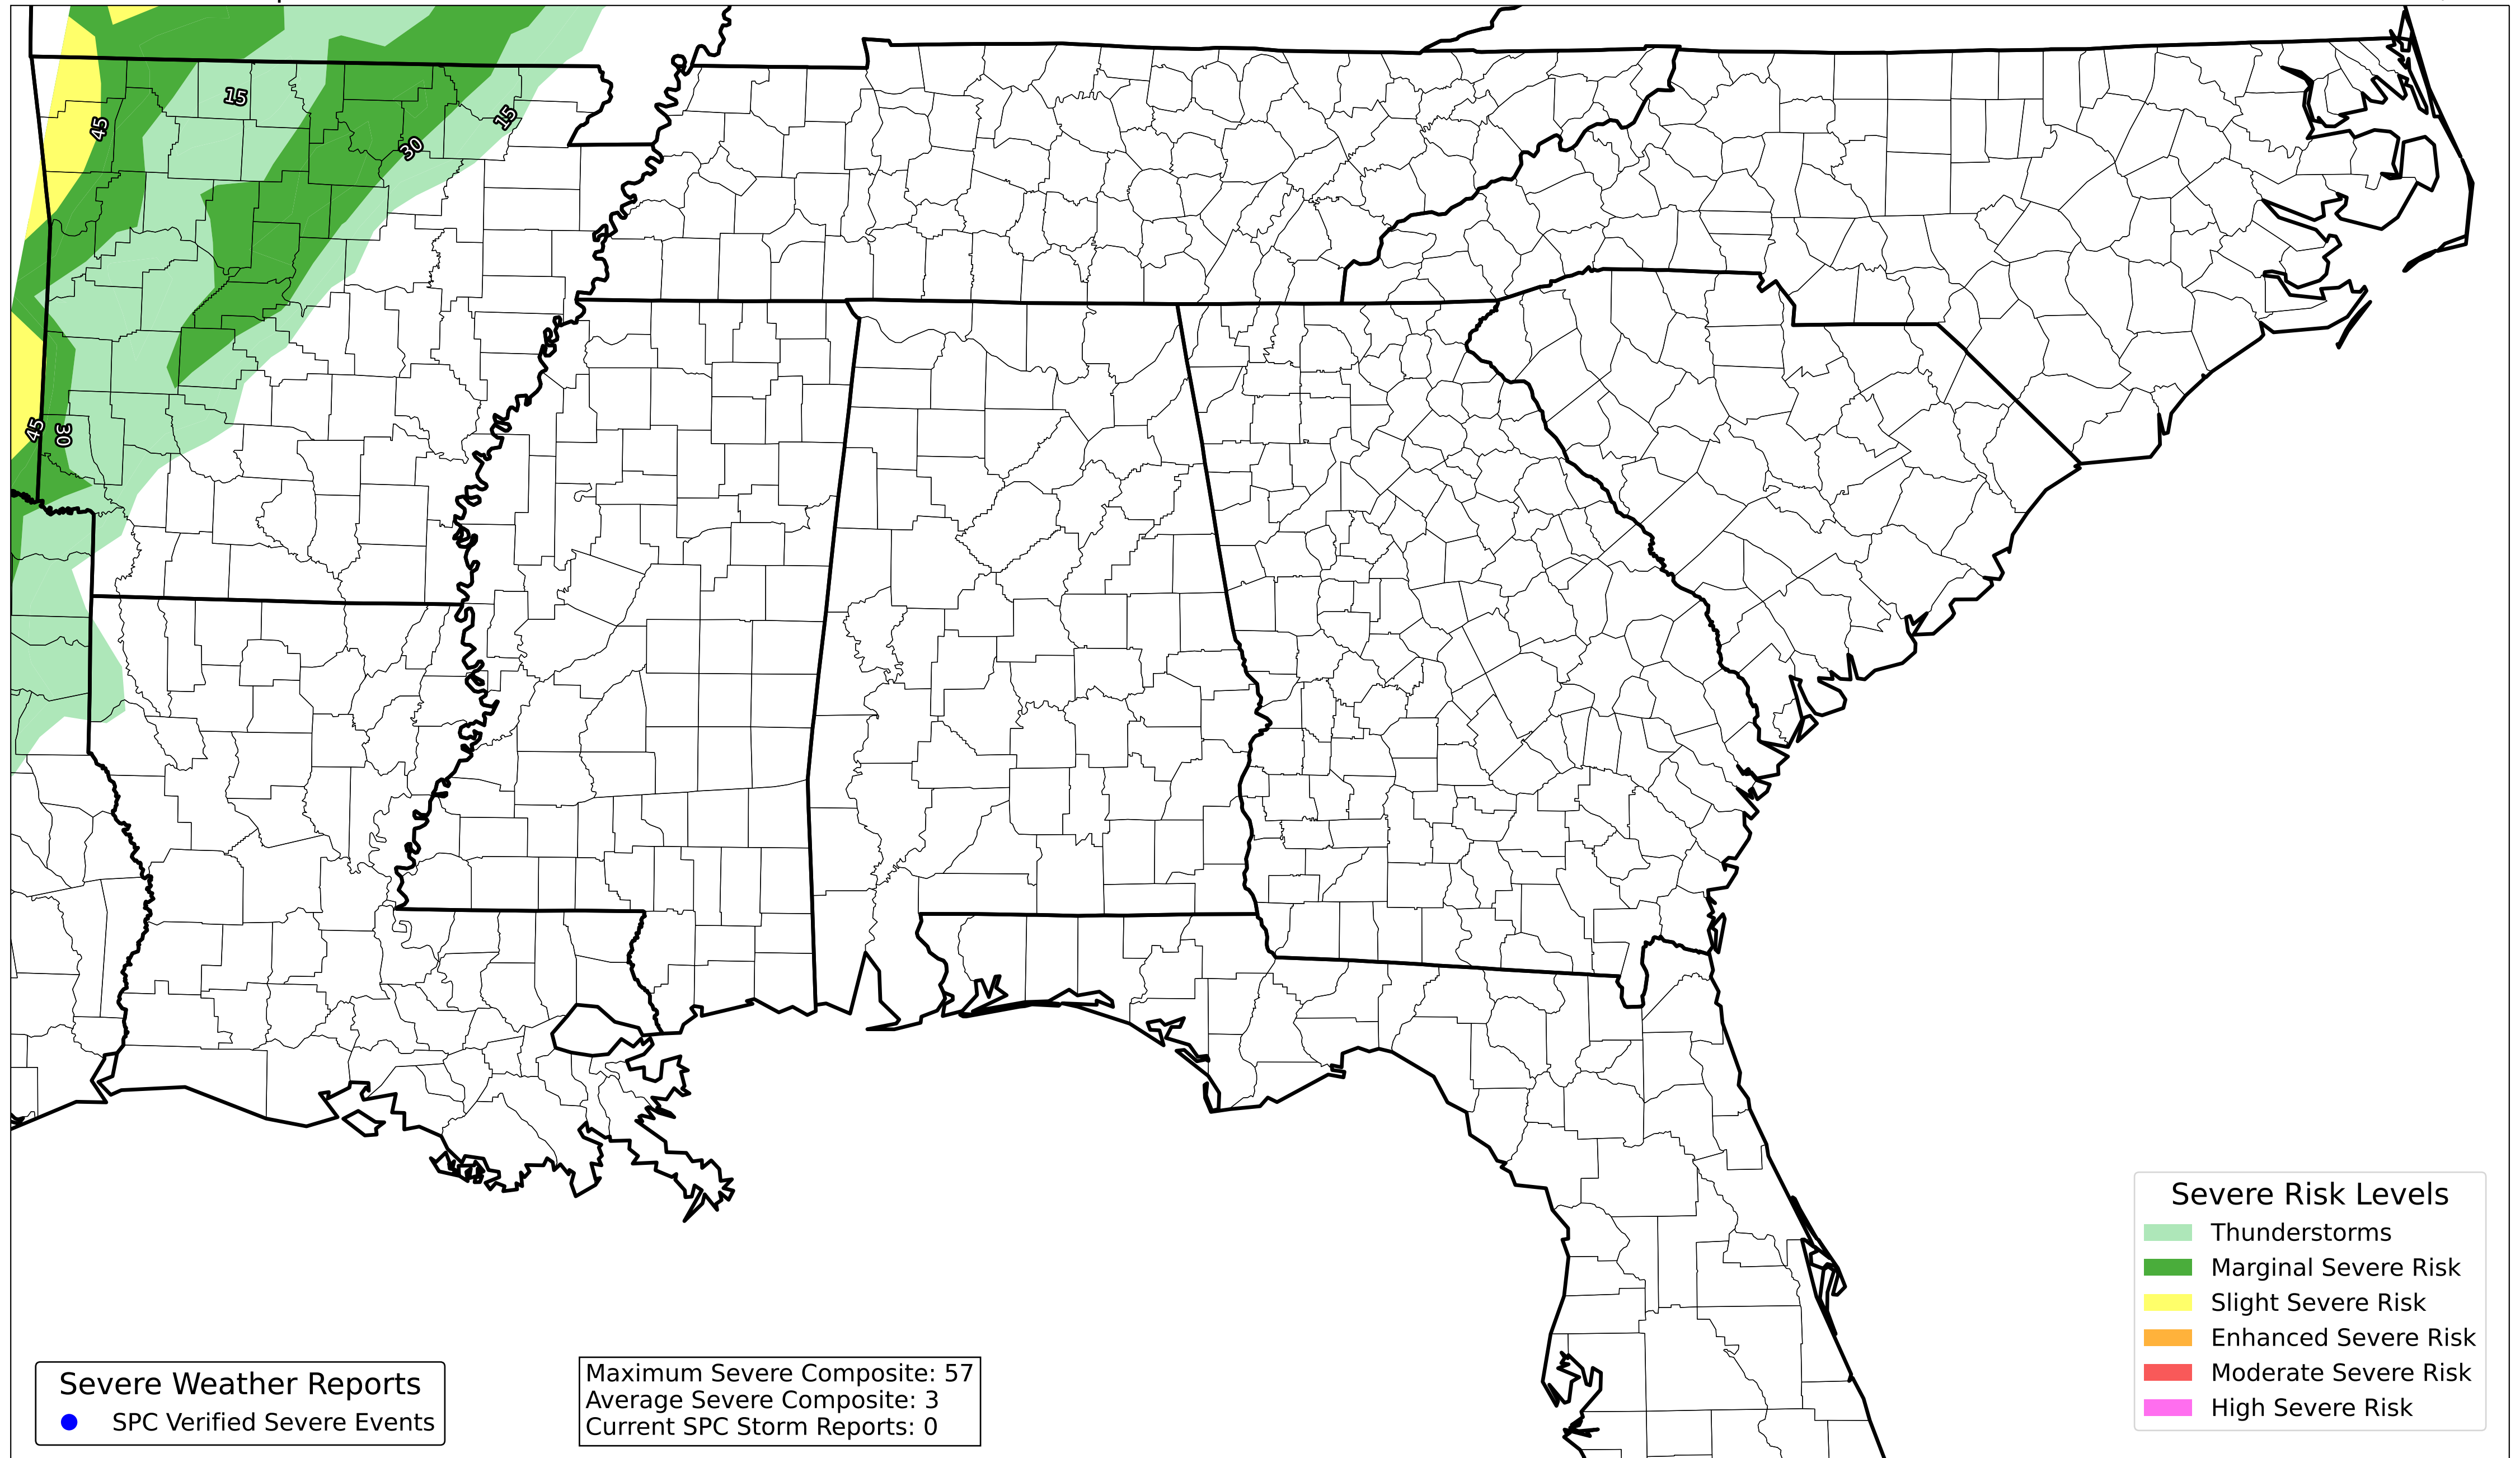 15
45
15
30
45
30
Severe Risk Levels
Thunderstorms
Marginal Severe Risk
Slight Severe Risk
Enhanced Severe Risk
Moderate Severe Risk
High Severe Risk
Severe Weather Reports
SPC Verified Severe Events
Maximum Severe Composite: 57
Average Severe Composite: 3
Current SPC Storm Reports: 0